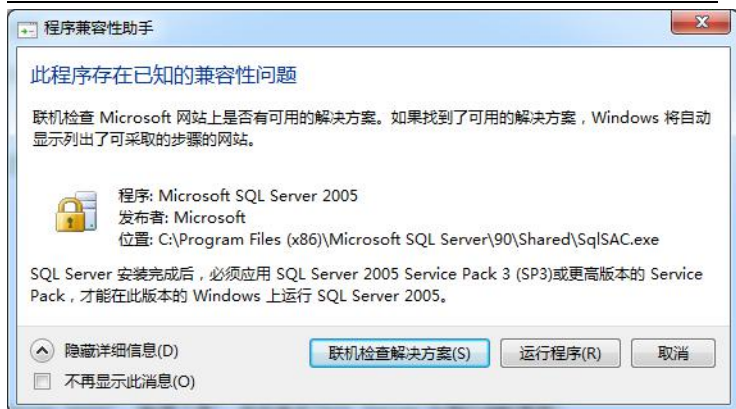 程序兼容性助手
此程序存在已知的兼容性问题
联机检查 Microsoft 网站上是否有可用的解决方案。如果找到了可用的解决方案，Windows 将自动
显示列出了可采取的步骤的网站。
程序: Microsoft SQL Server 2005
发布者: Microsoft
位置: C:\Program Files (x86)\Microsoft SQL Server\90\Shared\SqlSAC.exe
SQL Server 安装完成后，必须应用 SQL Server 2005 Service Pack 3 (SP3)或更高版本的 Service
Pack，才能在此版本的 Windows 上运行 SQL Server 2005。
隐藏详细信息(D)
联机检查解决方案(S)
运行程序(R)
取消
不再显示此消息(O)